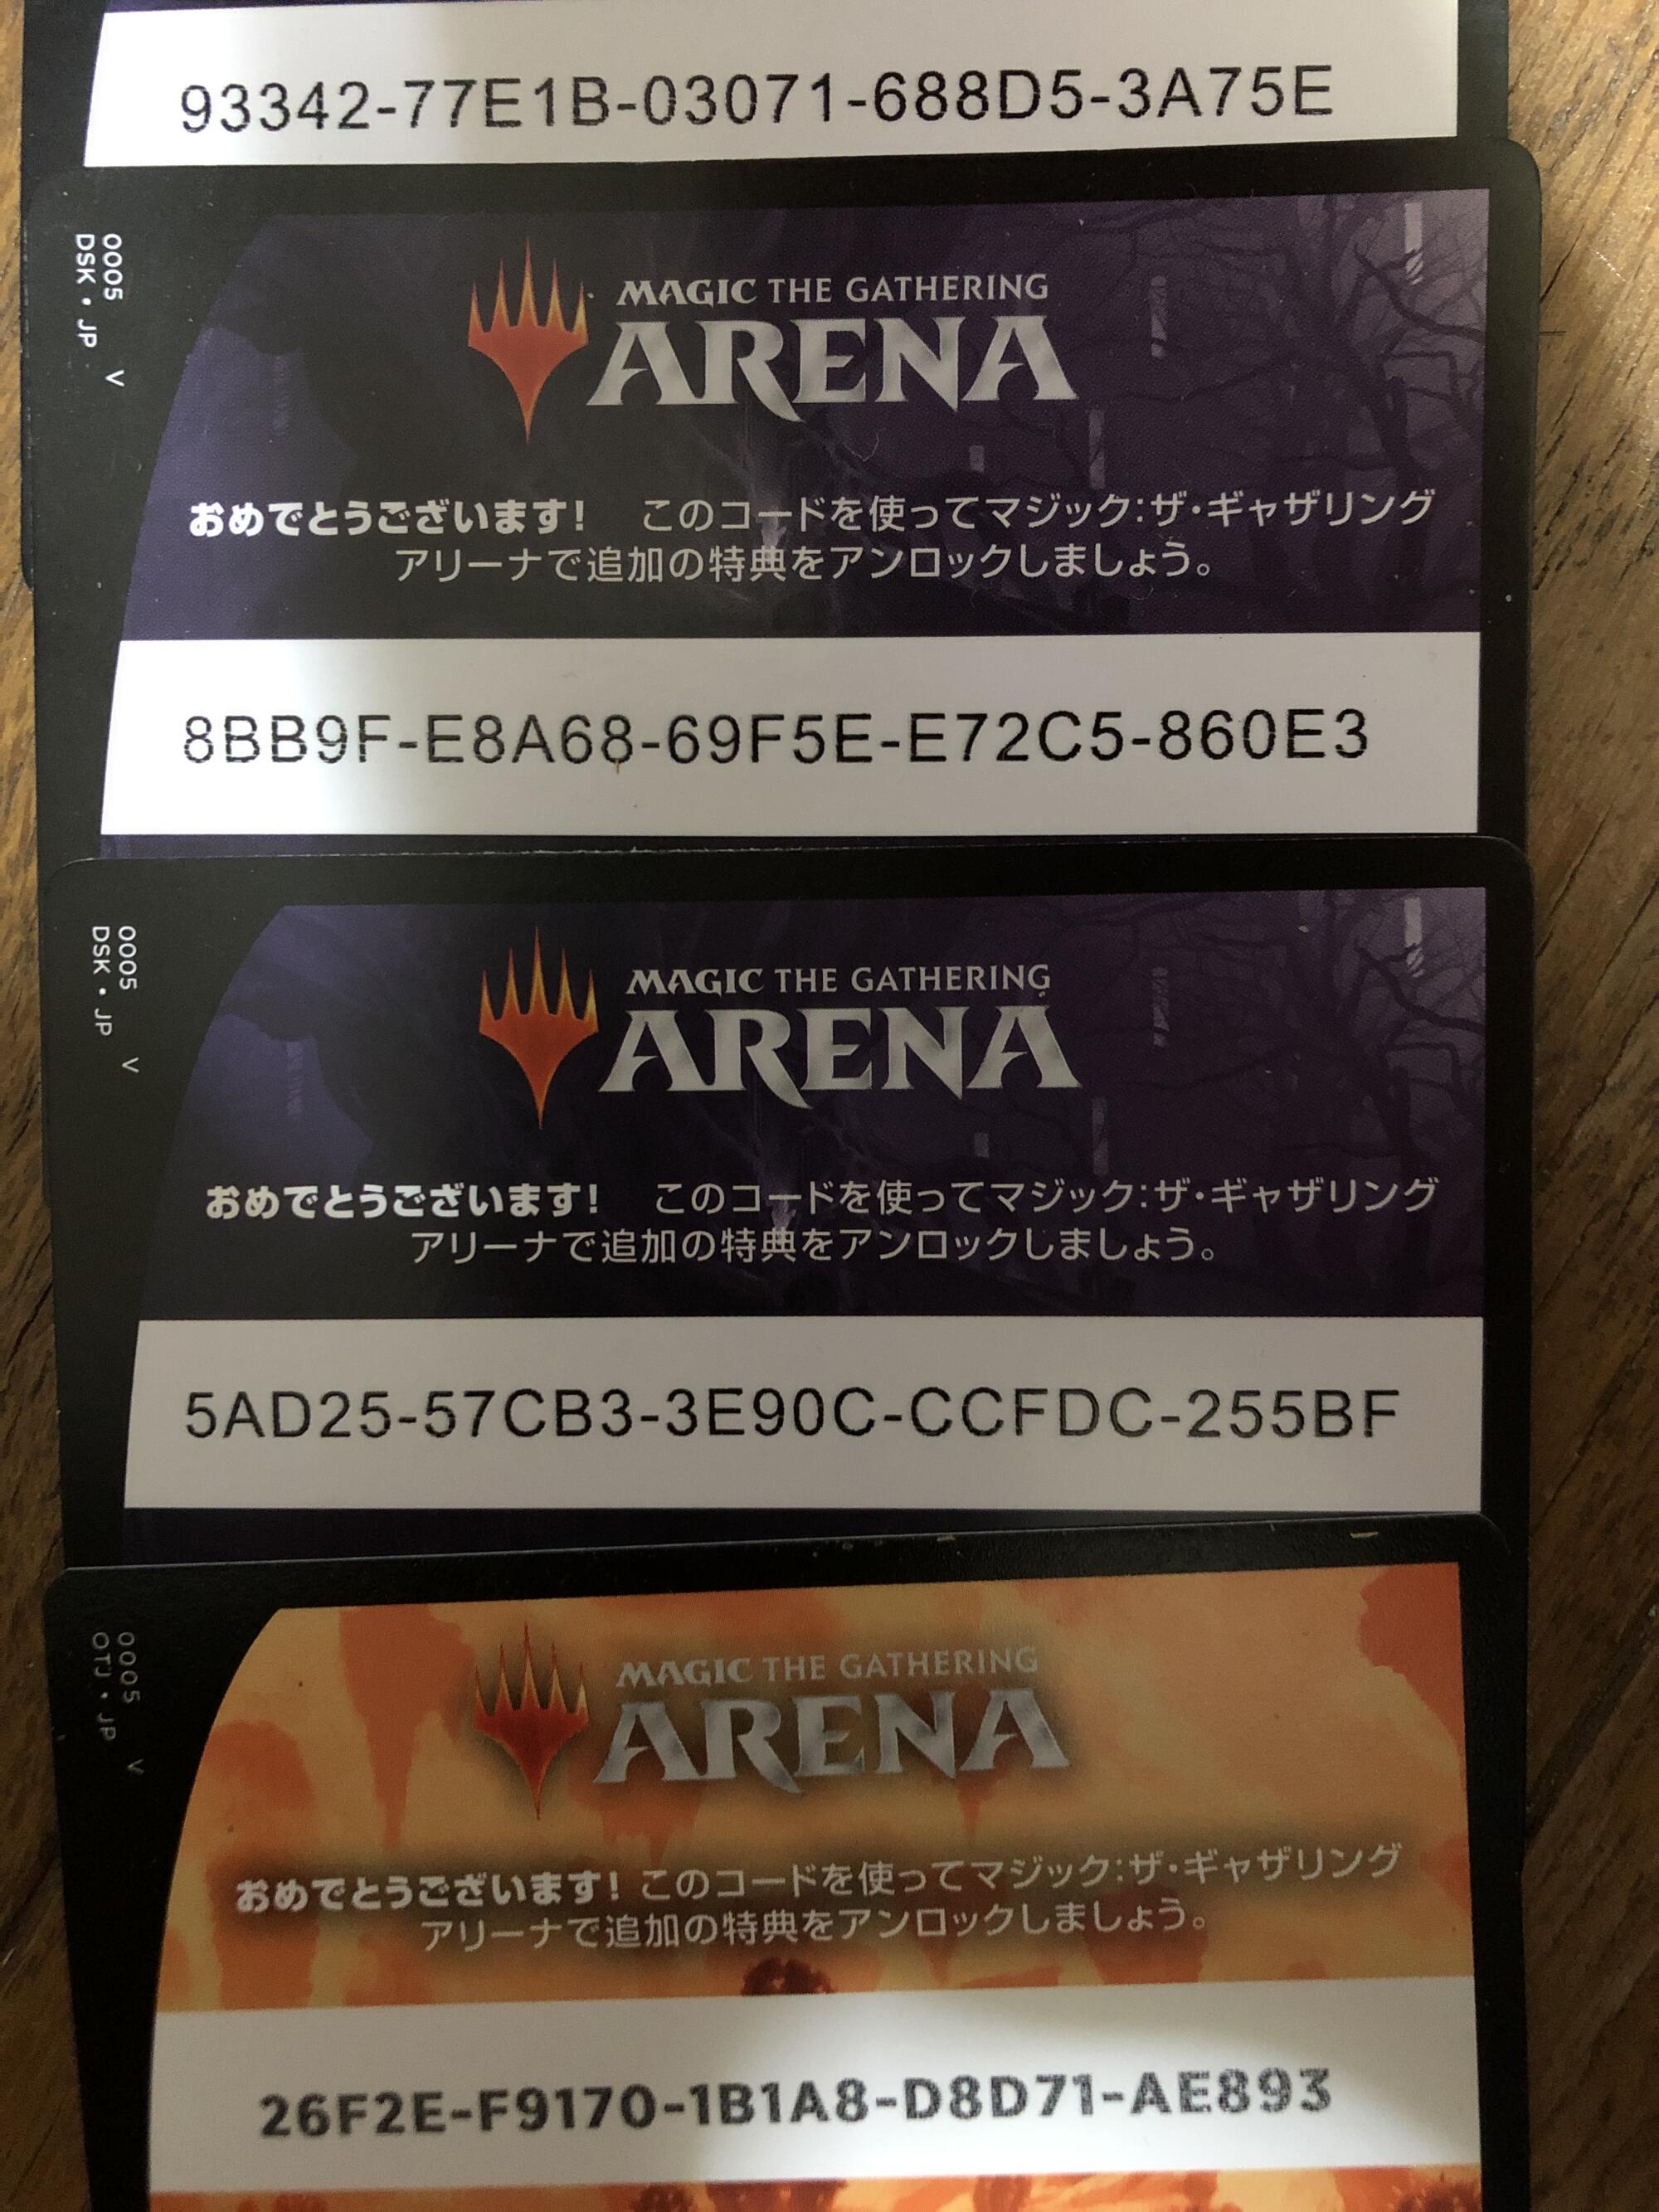 93342-77E1B-03071-688D5-3A75E
0005
DSK・JP V
MAGIC THE GATHERING
ARENA
おめでとうございます! このコードを使ってマジック:ザ・ギャザリング
アリーナで追加の特典をアンロックしましょう。
8BB9F-E8A68-69F5E-E72C5-860E3
0005
DSK・JP V
MAGIC THE GATHERING
ARENA
おめでとうございます! このコードを使ってマジック:ザ・ギャザリング
アリーナで追加の特典をアンロックしましょう。
5AD25-57CB3-3E90C-CCFDC-255BF
0005
OTJ・JP V
MAGIC THE GATHERING
ARENA
おめでとうございます! このコードを使ってマジック:ザ・ギャザリング
アリーナで追加の特典をアンロックしましょう。
26F2E-F9170-1B1A8-D8D71-AE893